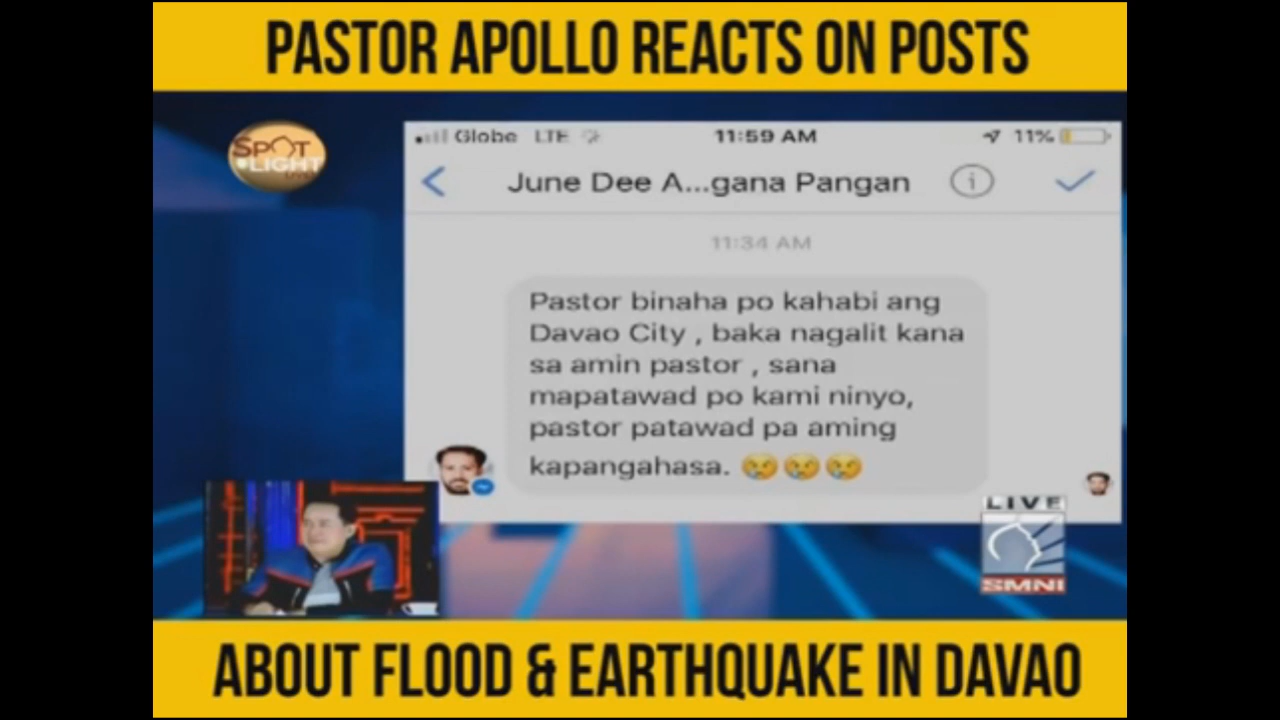 PASTOR APOLLO REACTS ON POSTS
SPOTLIGHT
Globe LTE 11:59 AM 11%
June Dee A...gana Pangan
11:34 AM
Pastor binaha po kahabi ang
Davao City , baka nagalit kana
sa amin pastor , sana
mapatawad po kami ninyo,
pastor patawad pa aming
kapangahasa. 😢😢😢
LIVE
SMNI
ABOUT FLOOD & EARTHQUAKE IN DAVAO